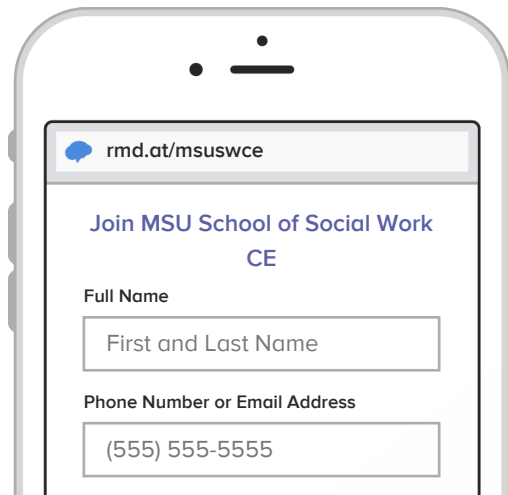 rmd.at/msuswce
Join MSU School of Social Work
CE
Full Name
First and Last Name
Phone Number or Email Address
(555) 555-5555